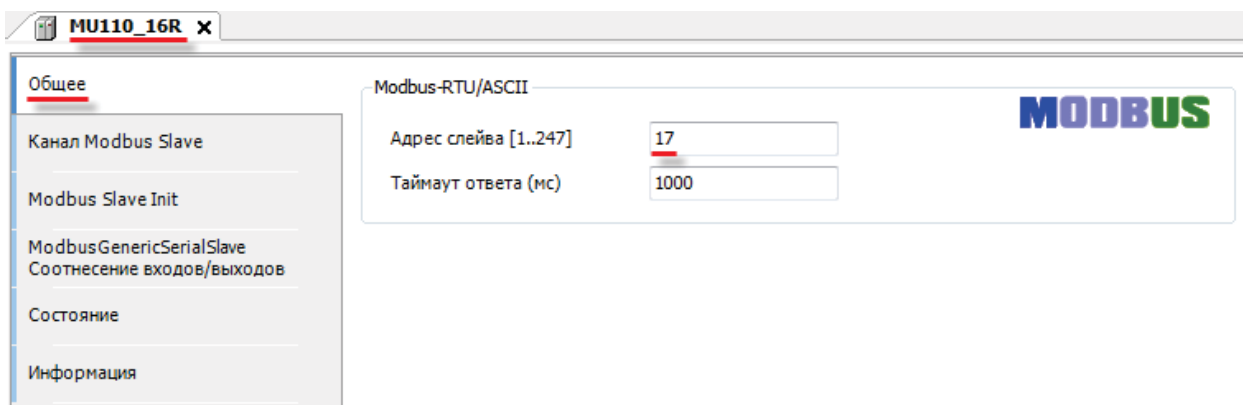 MU110_16R X
Общее
Канал Modbus Slave
Modbus Slave Init
ModbusGenericSerialSlave
Соотнесение входов/выходов
Состояние
Информация
Modbus-RTU/ASCII
MODBUS
Адрес слейва [1..247] 17
Таймаут ответа (мс) 1000